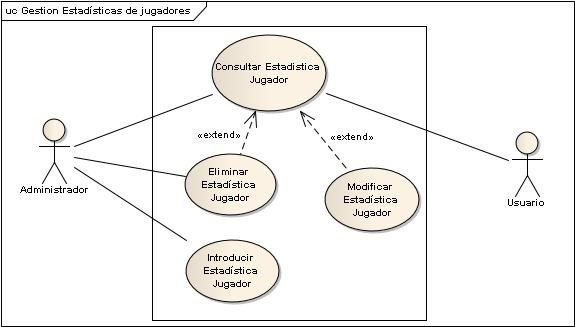 uc Gestion Estadísticas de jugadores
Consultar Estadistica
Jugador
«extend»
«extend»
Eliminar
Estadística
Jugador
Modificar
Estadística
Jugador
Administrador
Usuario
Introducir
Estadística
Jugador